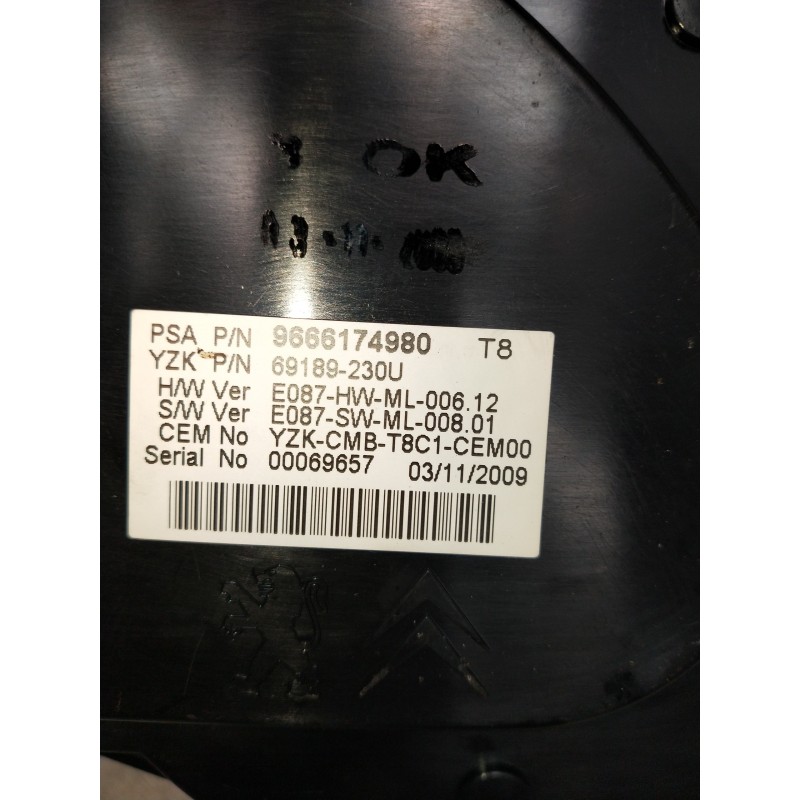 OK
PSA P/N 9666174980 T8
YZK P/N 69189-230U
H/W Ver E087-HW-ML-006.12
S/W Ver E087-SW-ML-008.01
CEM No YZK-CMB-T8C1-CEM00
Serial No 00069657 03/11/2009